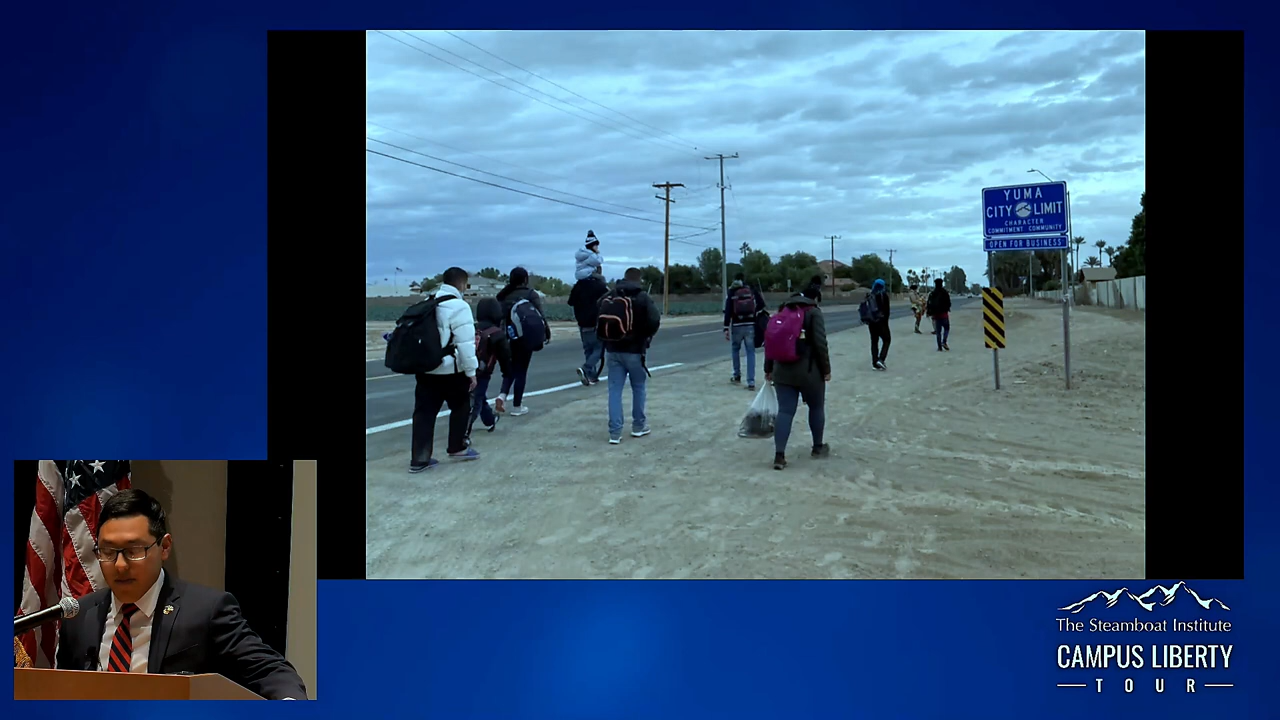 YUMA
CITY LIMIT
CHARACTER
COMMITMENT COMMUNITY
OPEN FOR BUSINESS
The Steamboat Institute
CAMPUS LIBERTY
TOUR